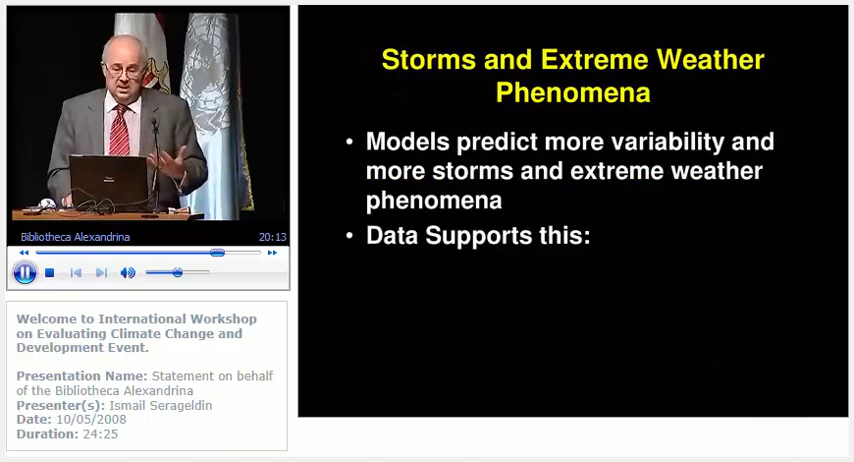 Storms and Extreme Weather
Phenomena
• Models predict more variability and
more storms and extreme weather
phenomena
• Data Supports this:
Bibliotheca Alexandrina 20:13
Welcome to International Workshop
on Evaluating Climate Change and
Development Event.
Presentation Name: Statement on behalf
of the Bibliotheca Alexandrina
Presenter(s): Ismail Serageldin
Date: 10/05/2008
Duration: 24:25